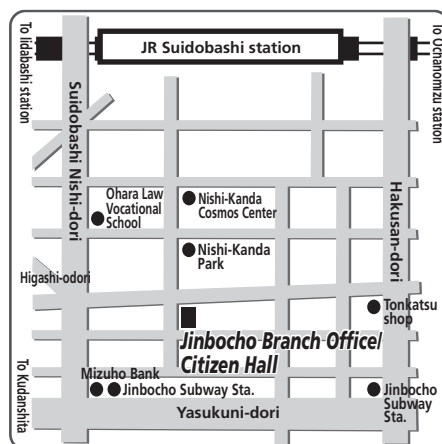 To Iidabashi station
JR Suidobashi station
To Ochanomizu station
Suidobashi Nishi-dori
Hakusan-dori
Ohara Law
Vocational
School
Nishi-Kanda
Cosmos Center
Nishi-Kanda
Park
Higashi-odori
Tonkatsu
shop
Jinbocho Branch Office/
Citizen Hall
To Kudanshita
Mizuho Bank
Jinbocho Subway Sta.
Jinbocho
Subway
Sta.
Yasukuni-dori